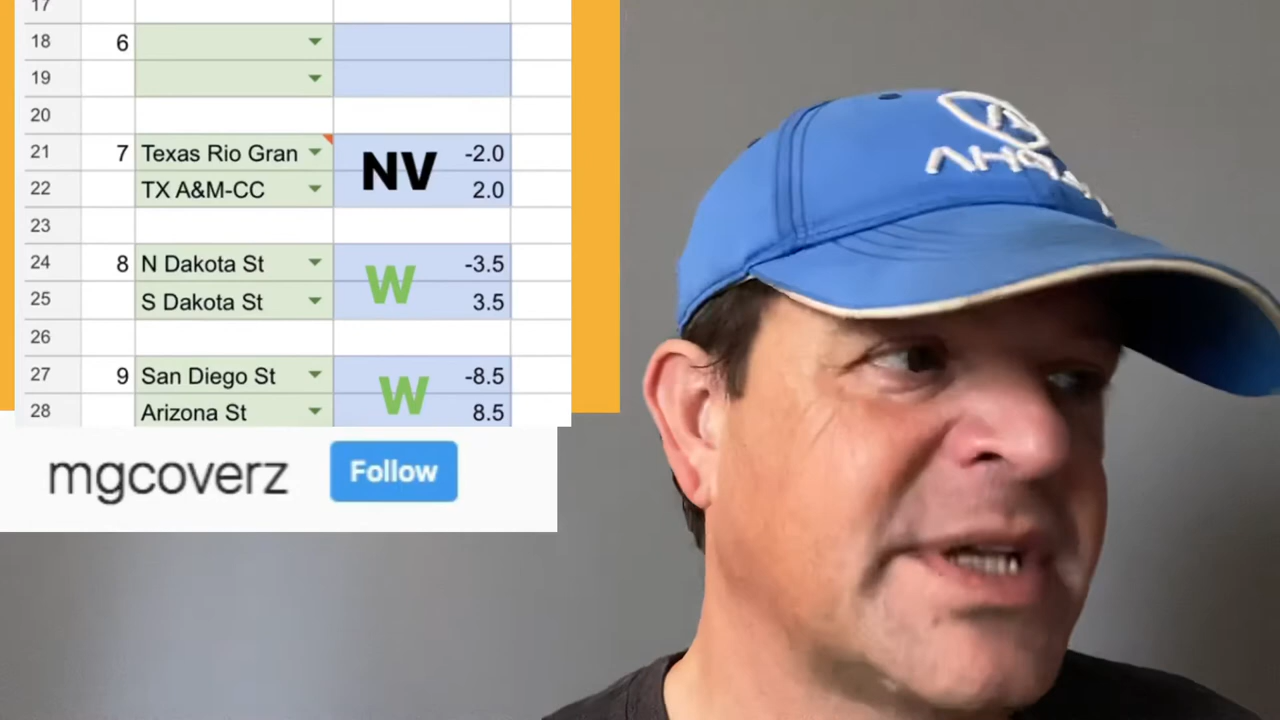 17
18 6
19
20
21 7 Texas Rio Gran -2.0
NV
22 TX A&M-CC 2.0
23
24 8 N Dakota St -3.5
W
25 S Dakota St 3.5
26
27 9 San Diego St -8.5
W
28 Arizona St 8.5
mgcoverz Follow